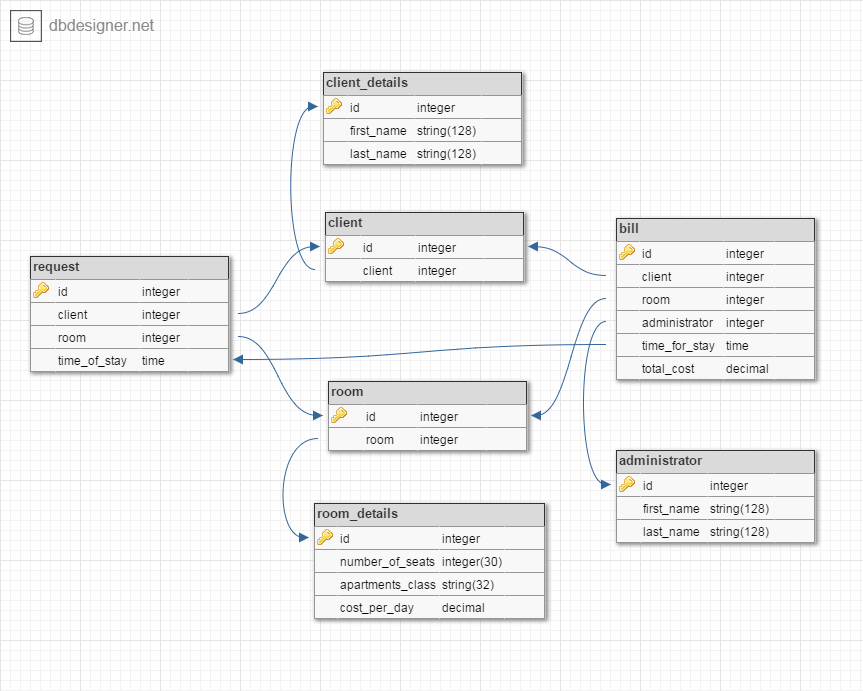 dbdesigner.net
client_details
id integer
first_name string(128)
last_name string(128)
client
id integer
client integer
bill
id integer
client integer
room integer
administrator integer
time_for_stay time
total_cost decimal
request
id integer
client integer
room integer
time_of_stay time
room
id integer
room integer
administrator
id integer
first_name string(128)
last_name string(128)
room_details
id integer
number_of_seats integer(30)
apartments_class string(32)
cost_per_day decimal